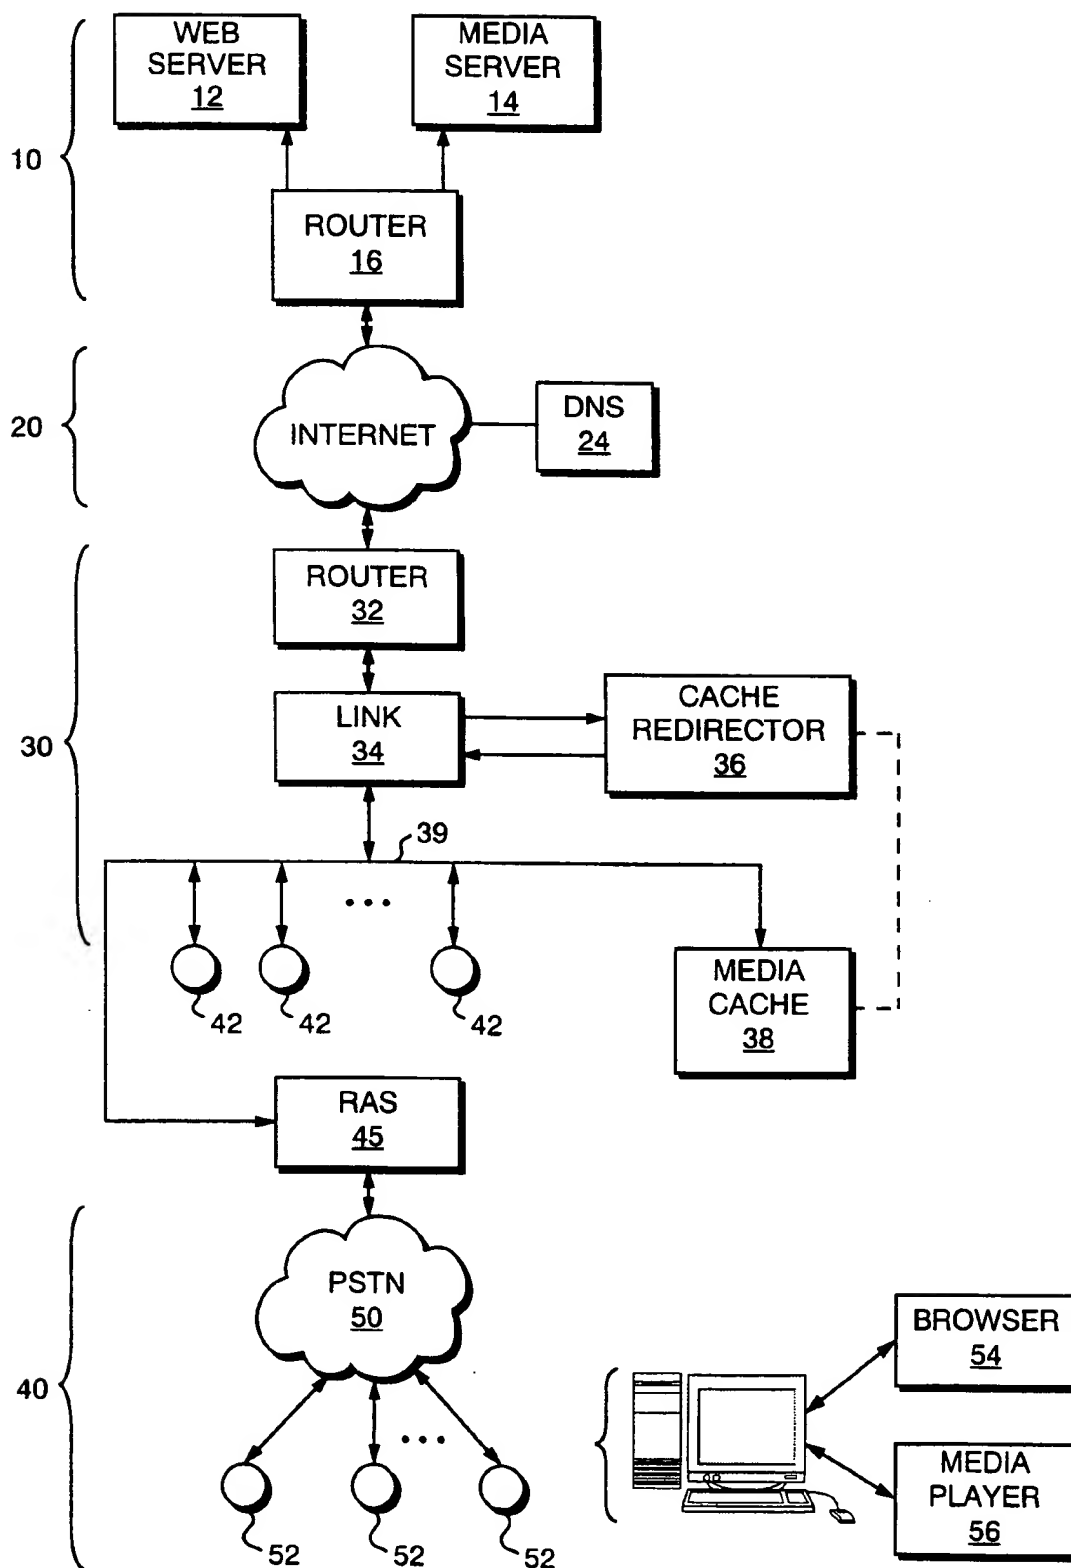 WEB
SERVER
12
MEDIA
SERVER
14
10
ROUTER
16
20
INTERNET
DNS
24
ROUTER
32
30
LINK
34
CACHE
REDIRECTOR
36
39
...
42
42
42
MEDIA
CACHE
38
RAS
45
40
PSTN
50
...
52
52
52
BROWSER
54
MEDIA
PLAYER
56